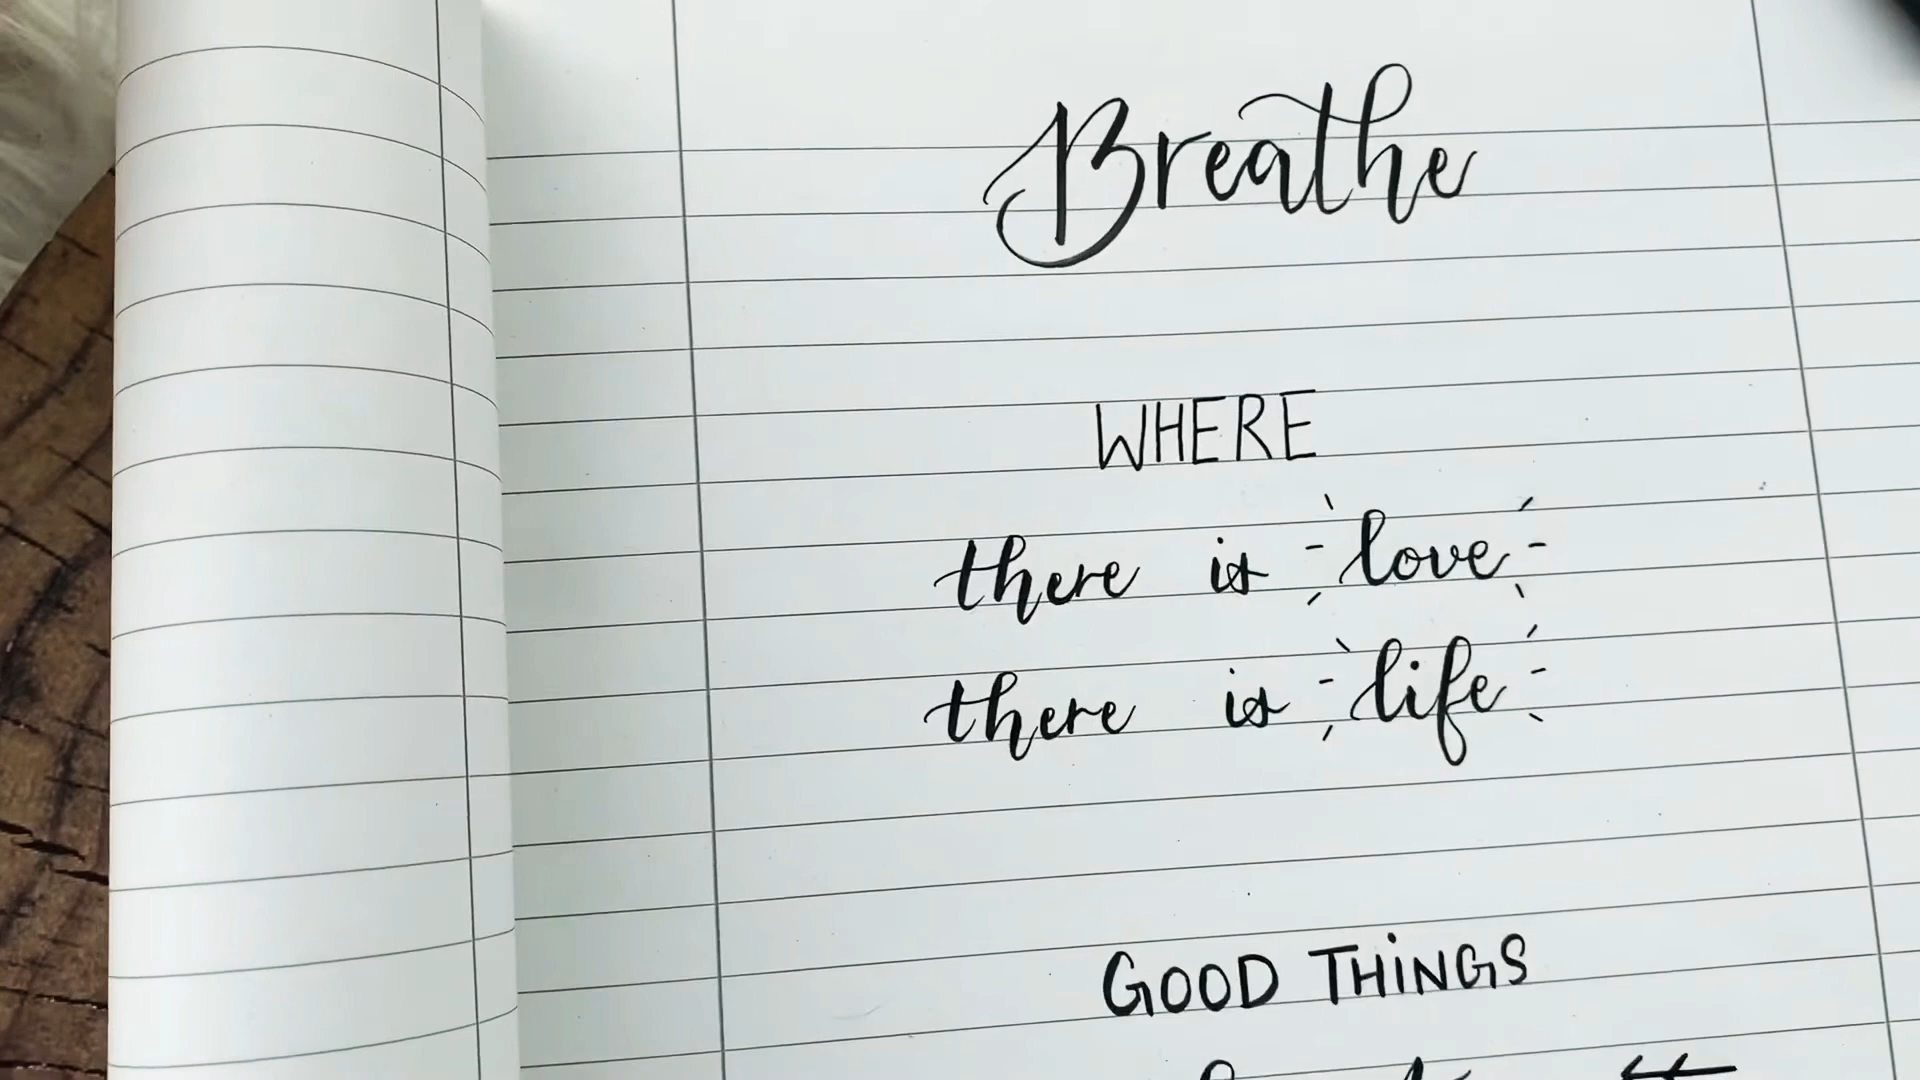 Breathe
WHERE
there is love
there is life
GOOD THINGS